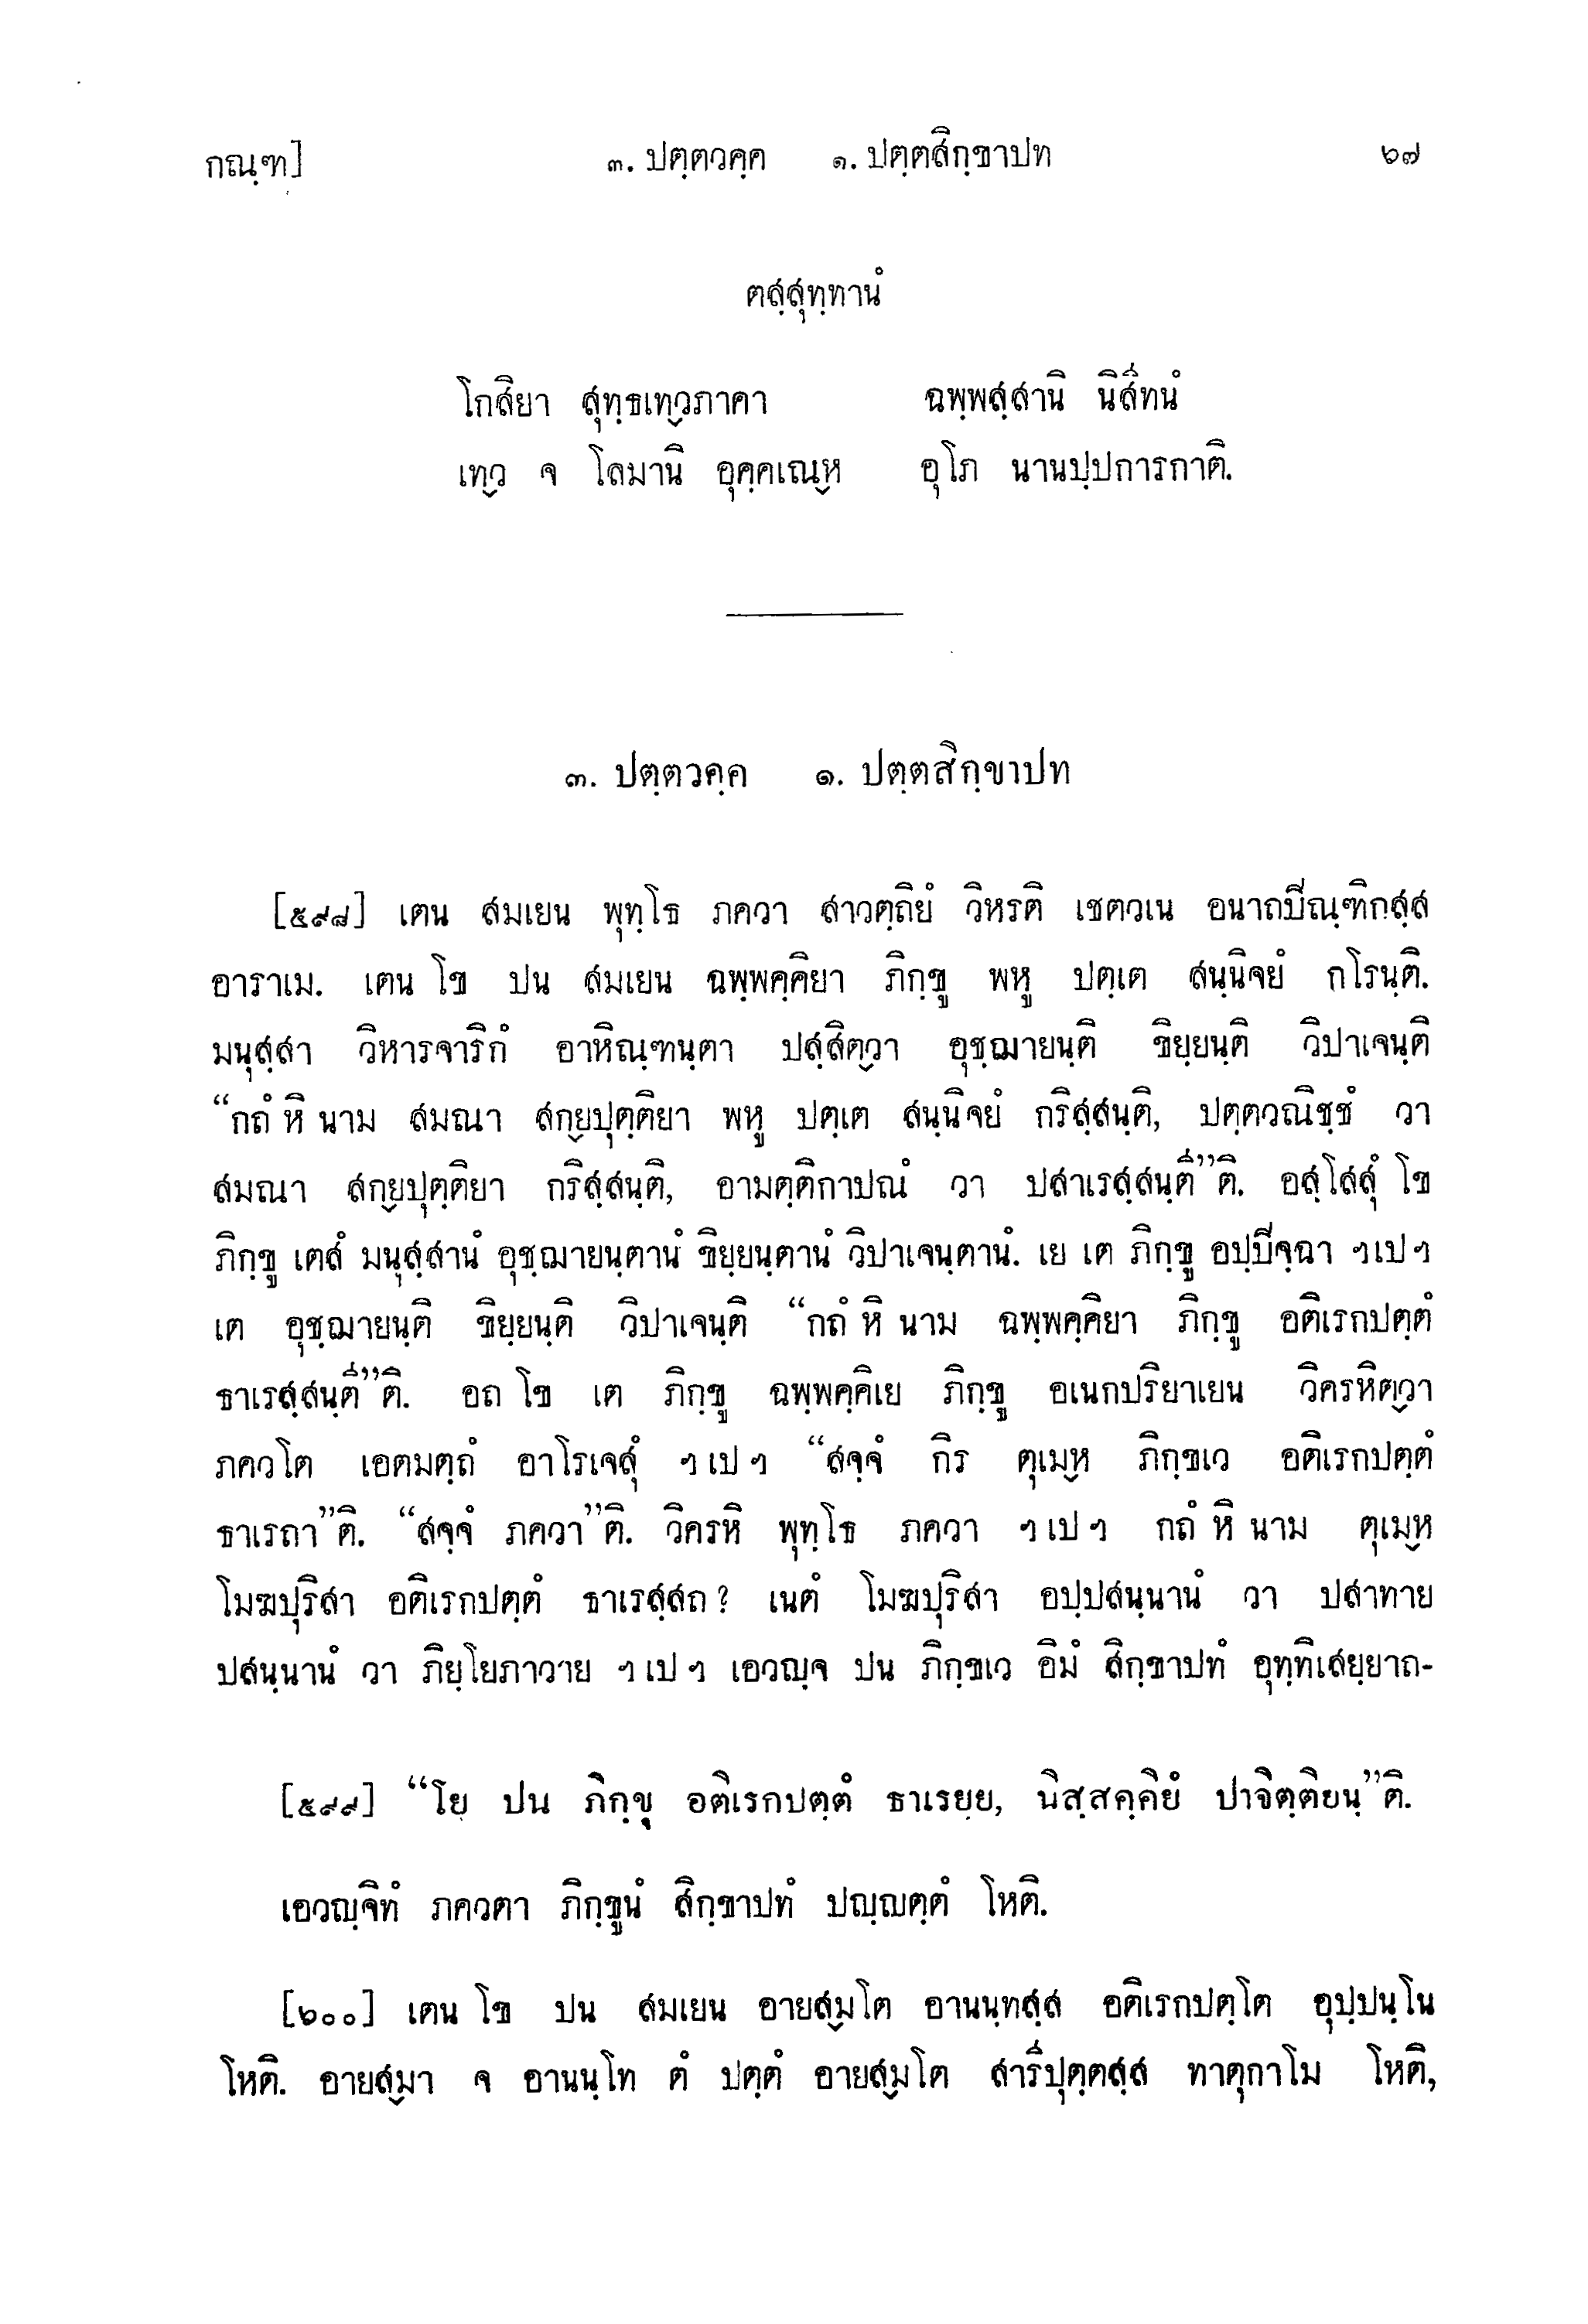 กณฺฑ] ๓. ปตฺตวคฺค ๑. ปตฺตสิกฺขาปท ๖๗
ตสฺสุทฺทานํ
โกสิยา สุทฺธเทฺวภาคา ฉพฺพสฺสานิ นิสีทนํ
เทฺว จ โลมานิ อุคฺคเณฺห อุโภ นานปฺปการกาติ.
๓. ปตฺตวคฺค ๑. ปตฺตสิกฺขาปท
[๕๙๘] เตน สมเยน พุทฺโธ ภควา สาวตฺถิยํ วิหรติ เชตวเน อนาถปิณฺฑิกสฺส
อาราเม. เตน โข ปน สมเยน ฉพฺพคฺคิยา ภิกฺขู พหู ปตฺเต สนฺนิจยํ กโรนฺติ.
มนุสฺสา วิหารจาริกํ อาหิณฺฑนฺตา ปสฺสิตฺวา อุชฺฌายนฺติ ขิยฺยนฺติ วิปาเจนฺติ
“กถํ หิ นาม สมณา สกฺยปุตฺติยา พหู ปตฺเต สนฺนิจยํ กริสฺสนฺติ, ปตฺตวณิชฺชํ วา
สมณา สกฺยปุตฺติยา กริสฺสนฺติ, อามตฺติกาปณํ วา ปสาเรสฺสนฺตี”ติ. อสฺโสสุํ โข
ภิกฺขู เตสํ มนุสฺสานํ อุชฺฌายนฺตานํ ขิยฺยนฺตานํ วิปาเจนฺตานํ. เย เต ภิกฺขู อปฺปิจฺฉา ฯเปฯ
เต อุชฺฌายนฺติ ขิยฺยนฺติ วิปาเจนฺติ “กถํ หิ นาม ฉพฺพคฺคิยา ภิกฺขู อติเรกปตฺตํ
ธาเรสฺสนฺตี”ติ. อถ โข เต ภิกฺขู ฉพฺพคฺคิเย ภิกฺขู อเนกปริยาเยน วิครหิตฺวา
ภควโต เอตมตฺถํ อาโรเจสุํ ฯ เป ฯ “สจฺจํ กิร ตุเมฺห ภิกฺขเว อติเรกปตฺตํ
ธาเรถา”ติ. “สจฺจํ ภควา”ติ. วิครหิ พุทฺโธ ภควา ฯ เป ฯ กถํ หิ นาม ตุเมฺห
โมฆปุริสา อติเรกปตฺตํ ธาเรสฺสถ? เนตํ โมฆปุริสา อปฺปสนฺนานํ วา ปสาทาย
ปสนฺนานํ วา ภิยฺโยภาวาย ฯ เป ฯ เอวญฺจ ปน ภิกฺขเว อิมํ สิกฺขาปทํ อุทฺทิเสยฺยาถ-
[๕๙๙] “โย ปน ภิกฺขุ อติเรกปตฺตํ ธาเรยฺย, นิสฺสคฺคิยํ ปาจิตฺติยนฺ”ติ.
เอวญฺจิทํ ภควตา ภิกฺขูนํ สิกฺขาปทํ ปญฺญตฺตํ โหติ.
[๖๐๐] เตน โข ปน สมเยน อายสฺมโต อานนฺทสฺส อติเรกปตฺโต อุปฺปนฺโน
โหติ. อายสฺมา จ อานนฺโท ตํ ปตฺตํ อายสฺมโต สารีปุตฺตสฺส ทาตุกาโม โหติ,